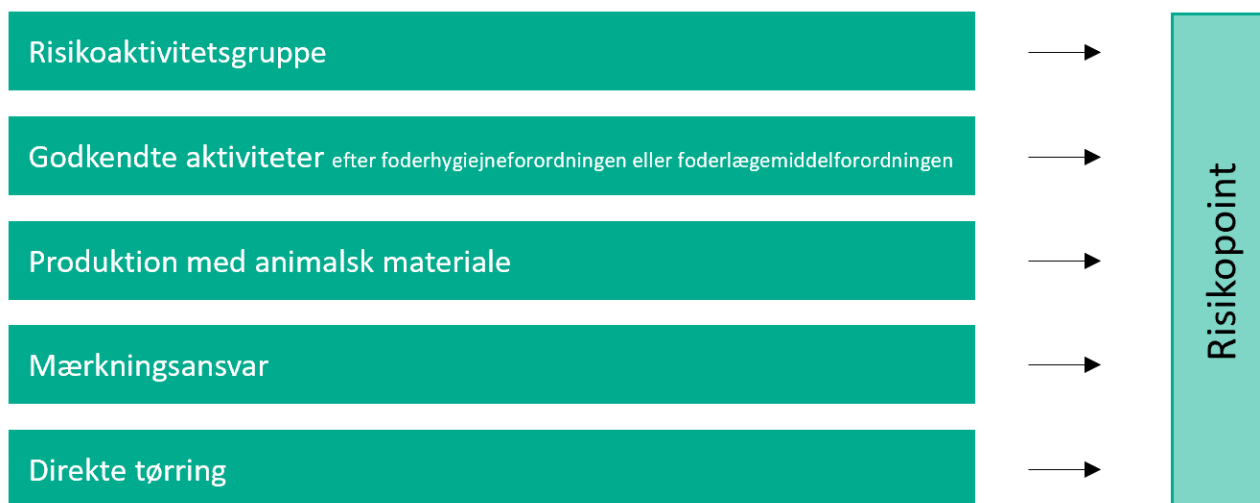 Risikoaktivitetsgruppe
Godkendte aktiviteter efter foderhygiejneforordningen eller foderlægemiddelforordningen
Produktion med animalsk materiale
Mærkningsansvar
Direkte tørring
Risikopoint